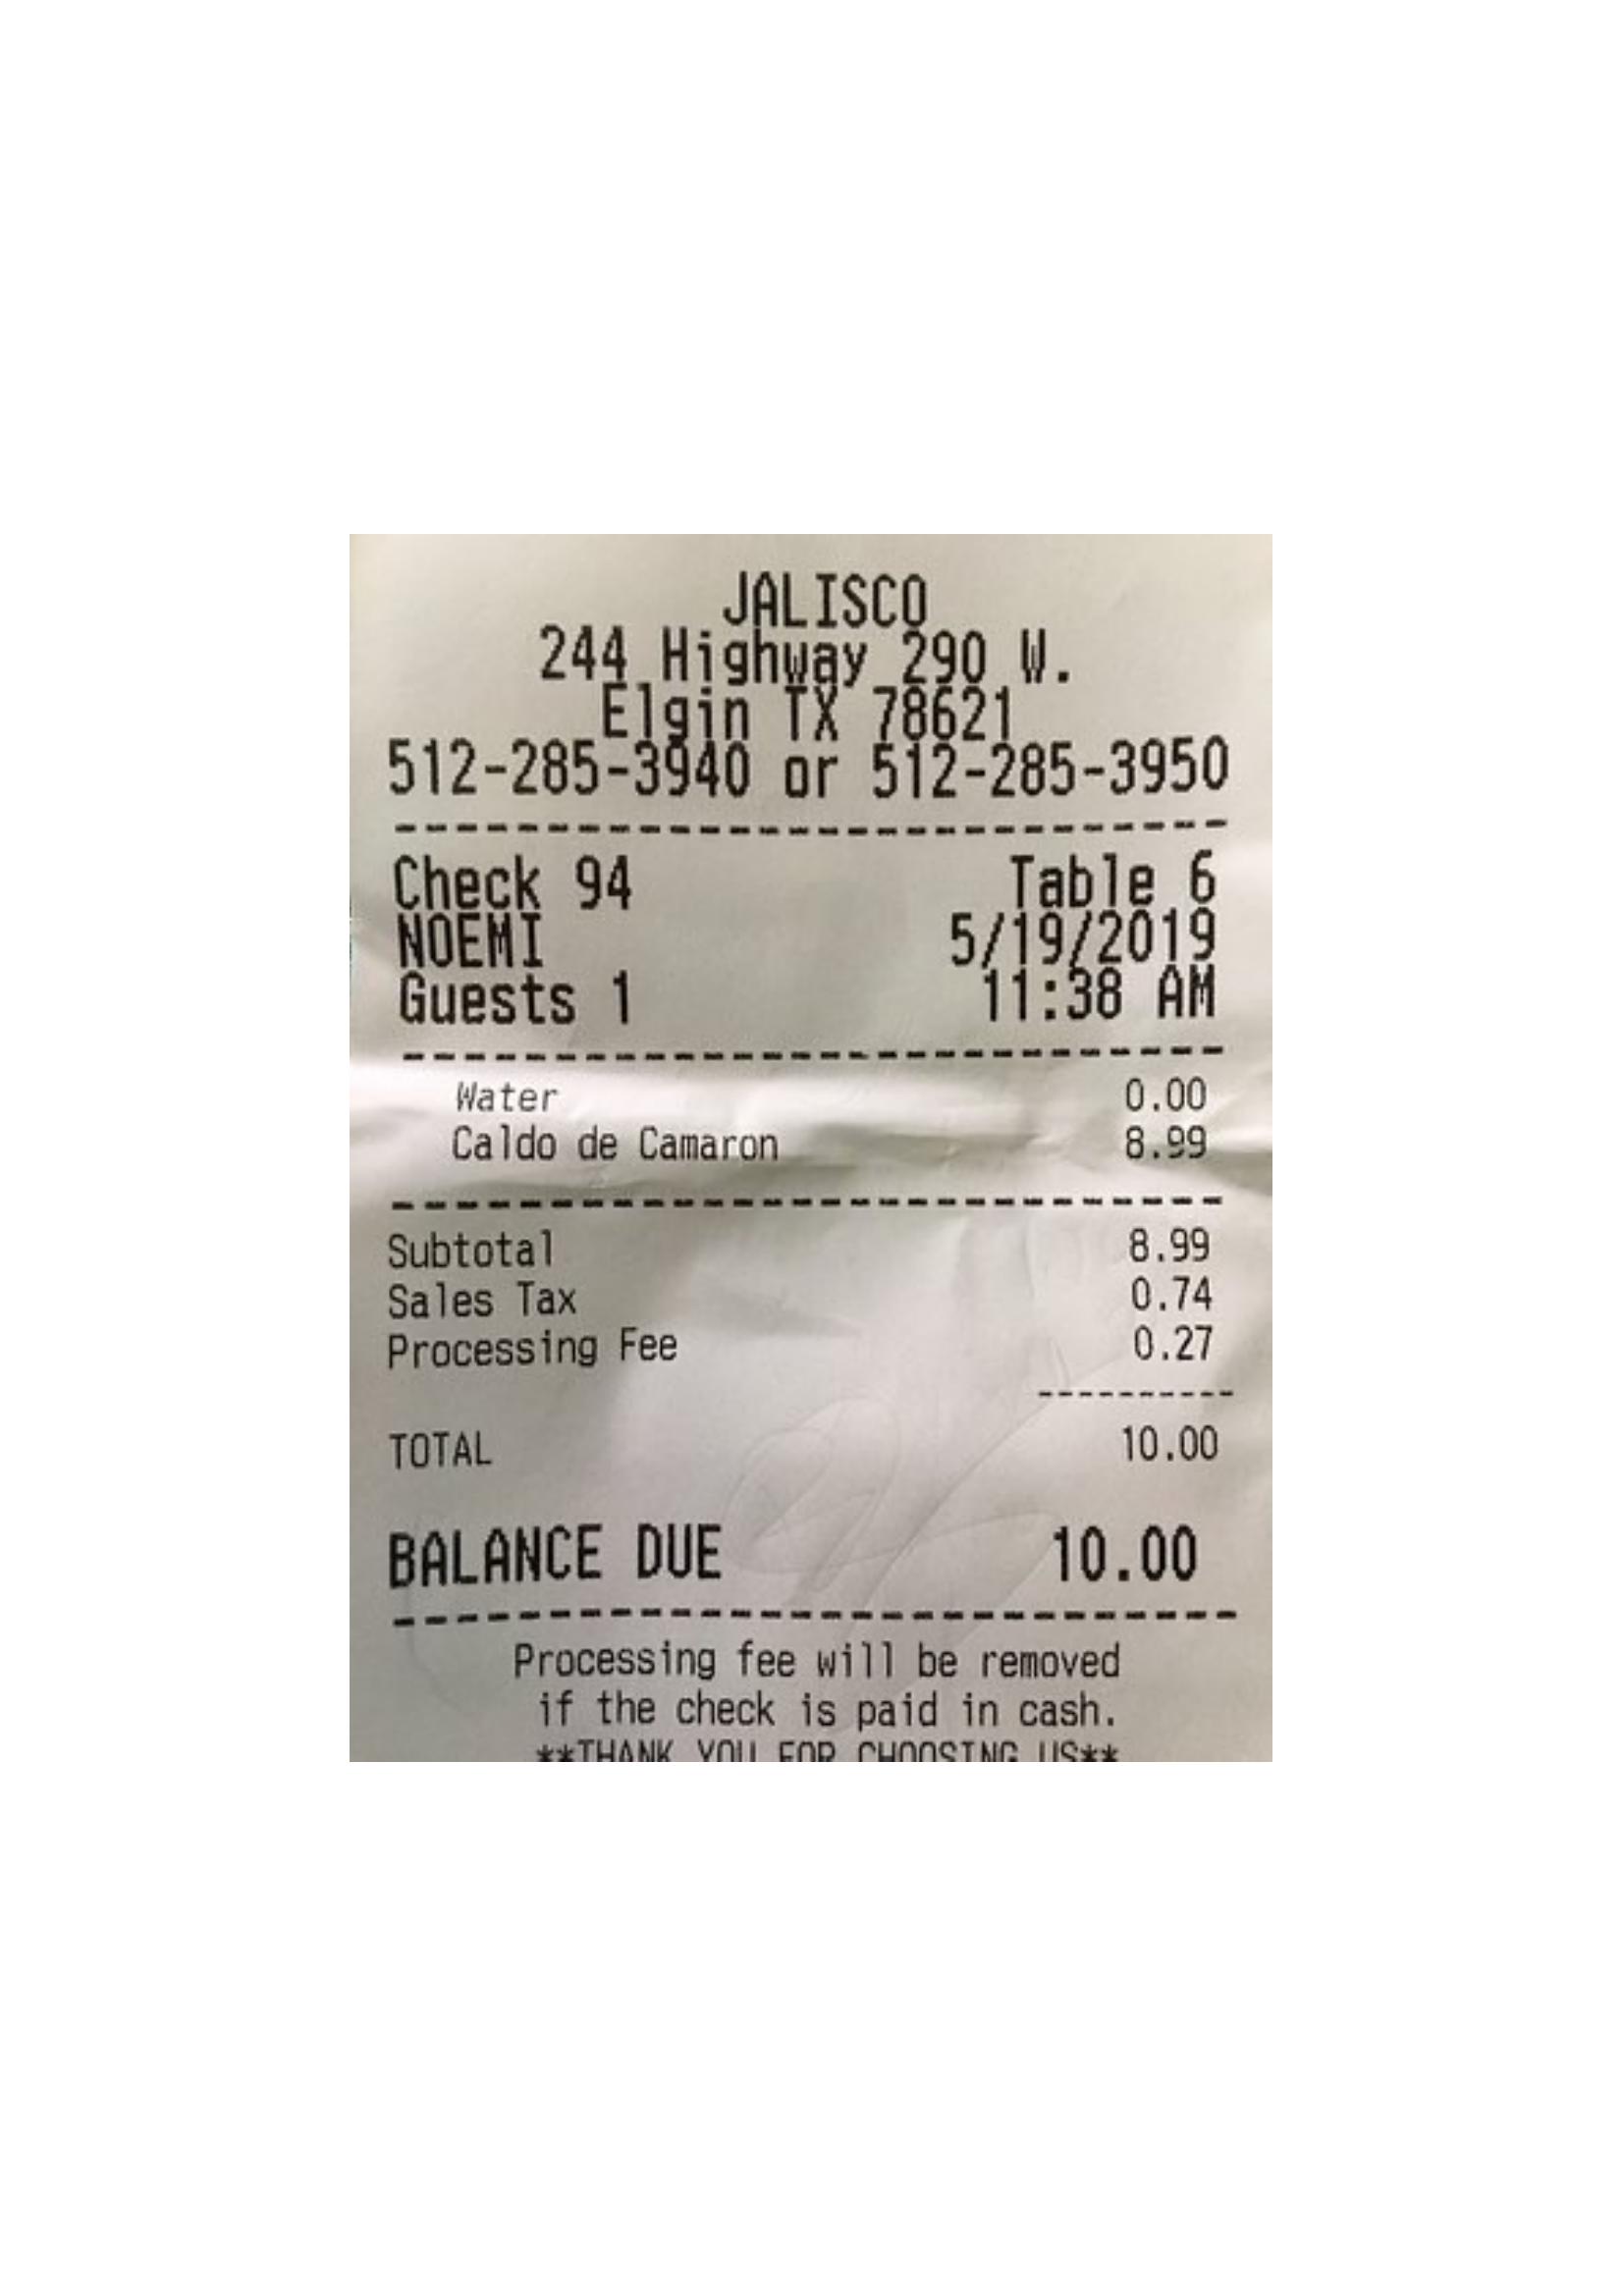 JALISCO
244 Highway 290 W.
Elgin TX 78621
512-285-3940 or 512-285-3950
Check 94 Table 6
NOEMI 5/19/2019
Guests 1 11:38 AM
Water 0.00
Caldo de Camaron 8.99
Subtotal 8.99
Sales Tax 0.74
Processing Fee 0.27
TOTAL 10.00
BALANCE DUE 10.00
Processing fee will be removed
if the check is paid in cash.
**THANK YOU FOR CHOOSING US**